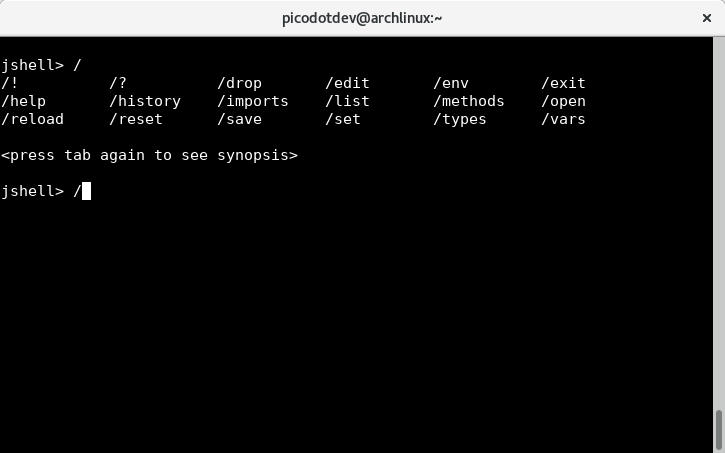 picodotdev@archlinux:~
jshell> /
/! /? /drop /edit /env /exit
/help /history /imports /list /methods /open
/reload /reset /save /set /types /vars
<press tab again to see synopsis>
jshell> /